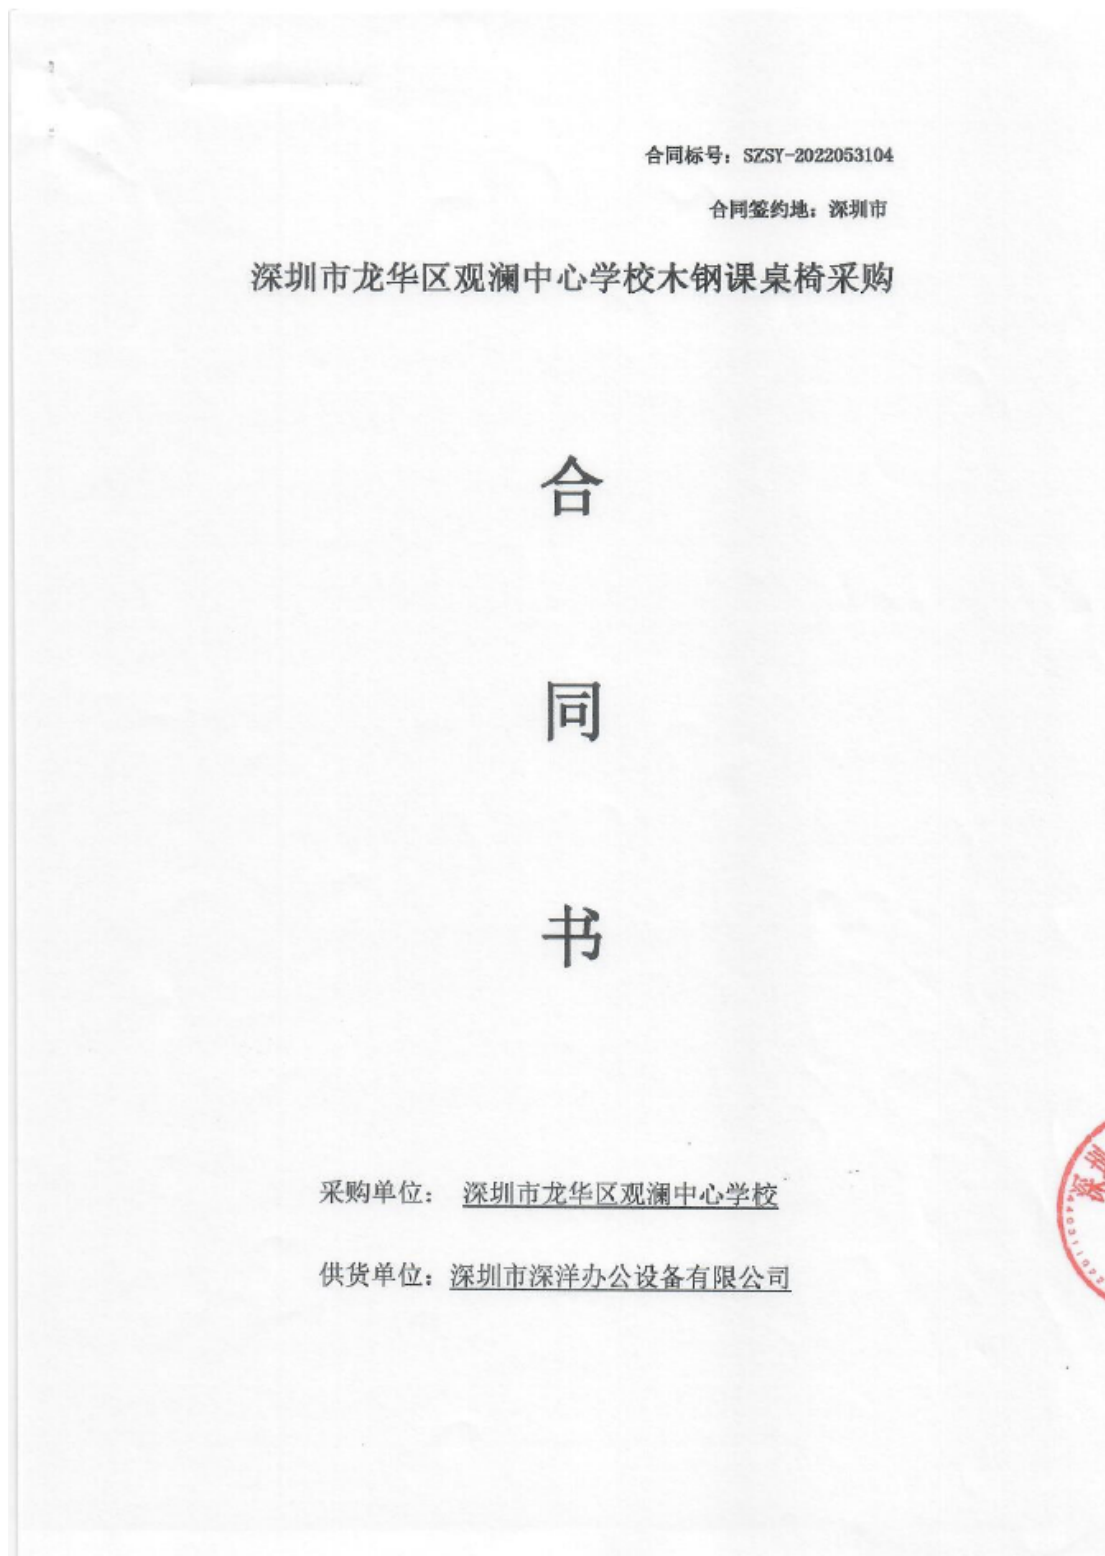 合同标号：SZSY-2022053104
合同签约地：深圳市
深圳市龙华区观澜中心学校木钢课桌椅采购
合
同
书
采购单位： 深圳市龙华区观澜中心学校
供货单位：深圳市深洋办公设备有限公司
深圳